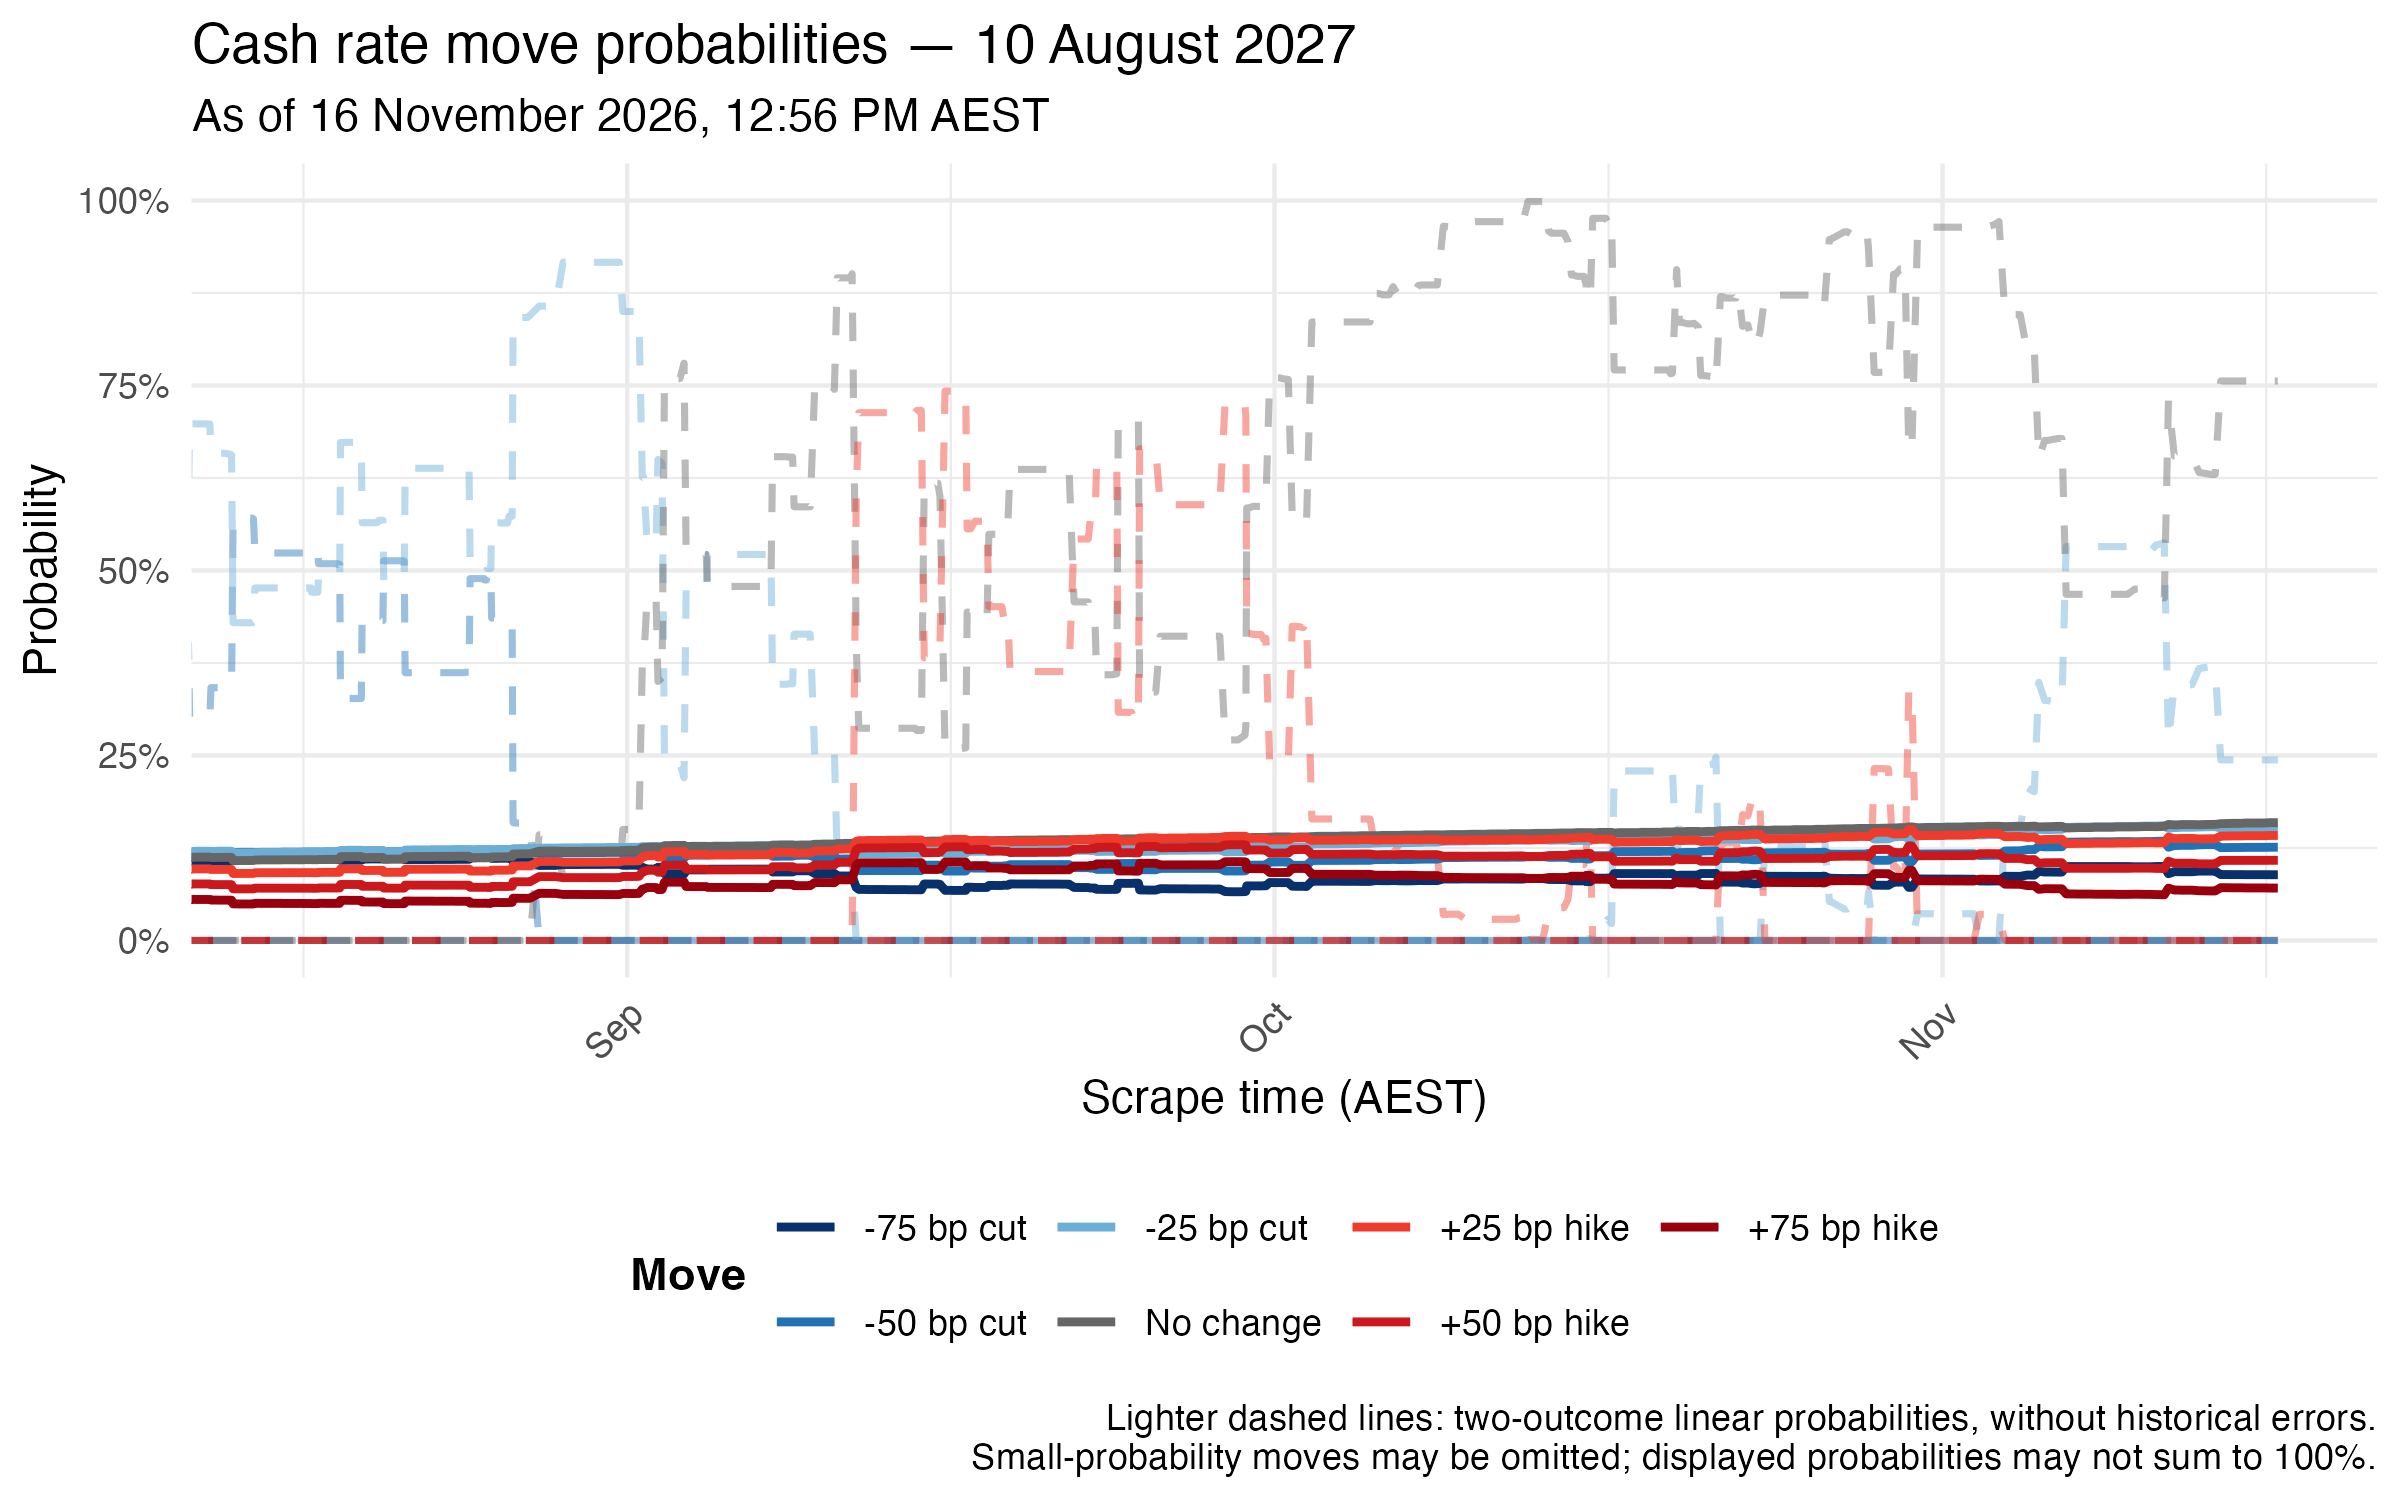 Cash rate move probabilities — 10 August 2027
As of 16 November 2026, 12:56 PM AEST
Probability
100%
75%
50%
25%
0%
Sep
Oct
Nov
Scrape time (AEST)
Move
-75 bp cut
-25 bp cut
+25 bp hike
+75 bp hike
-50 bp cut
No change
+50 bp hike
Lighter dashed lines: two-outcome linear probabilities, without historical errors.
Small-probability moves may be omitted; displayed probabilities may not sum to 100%.